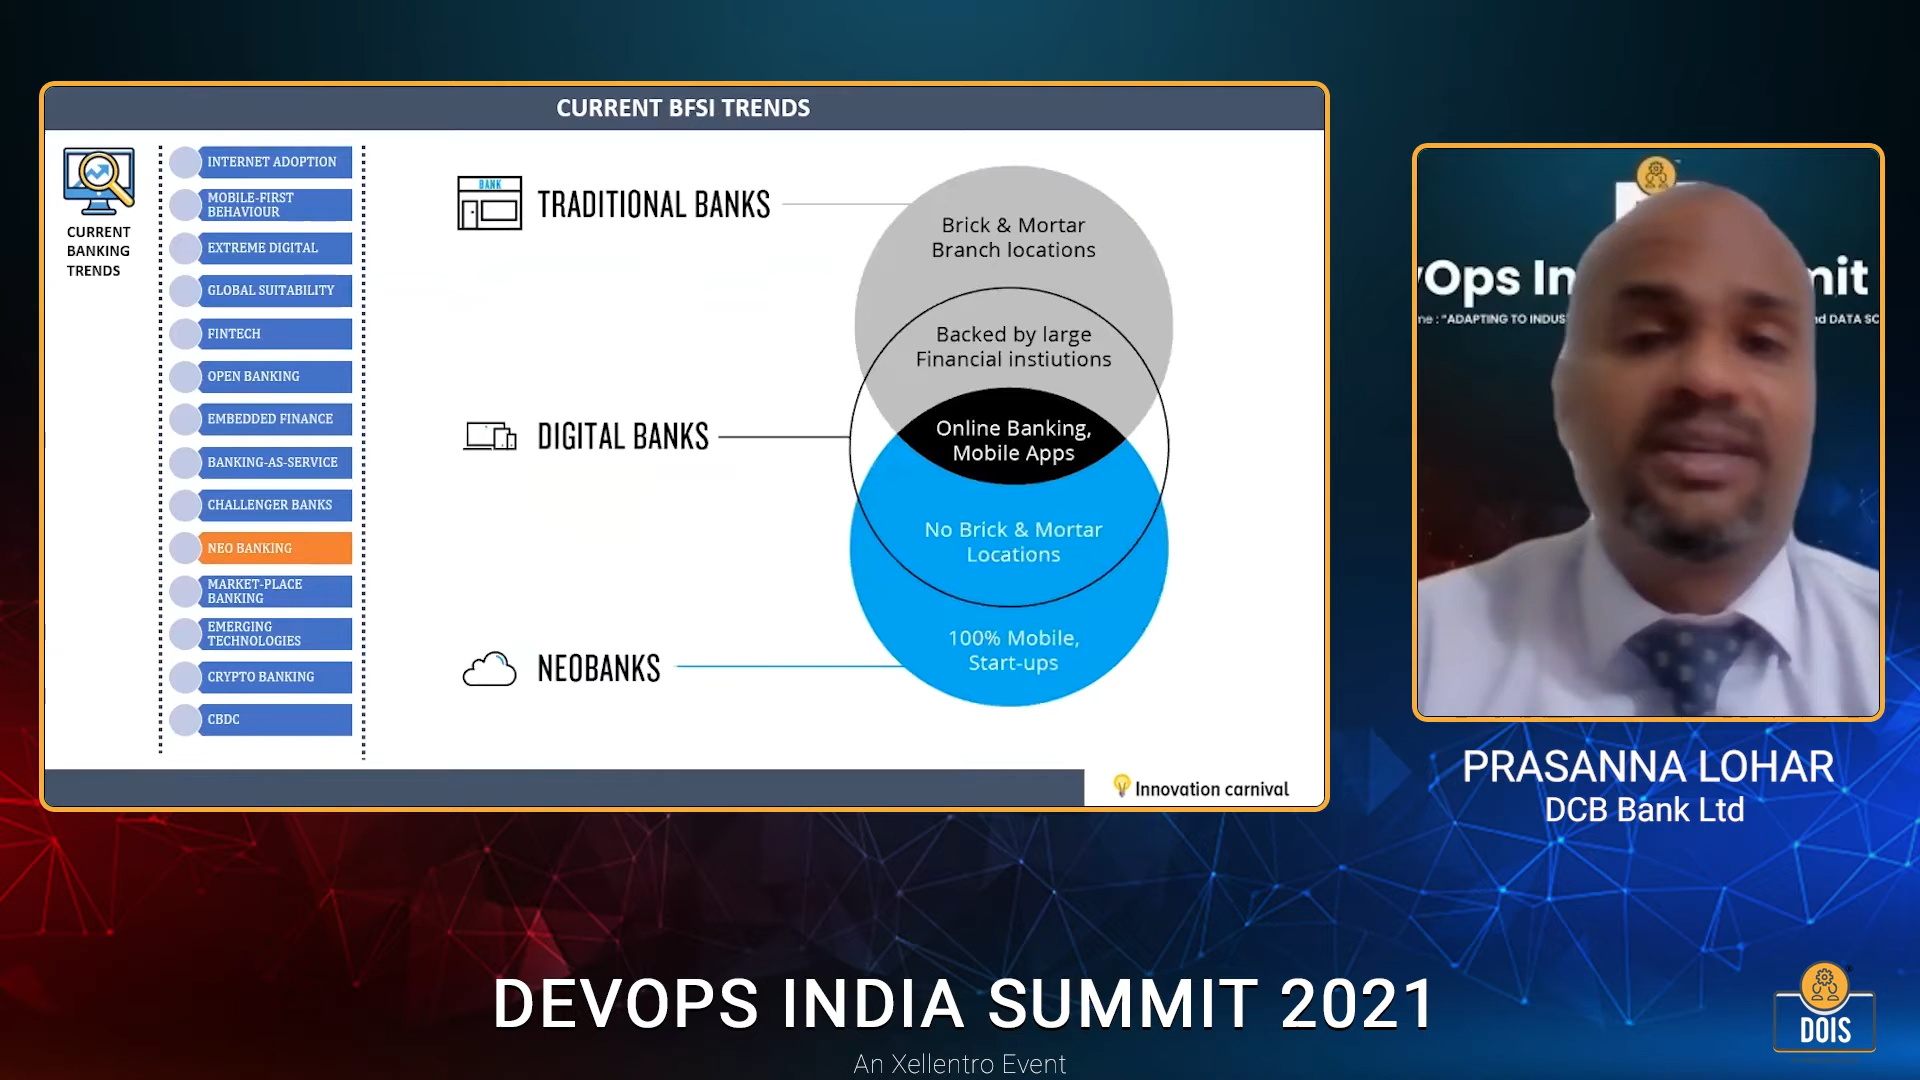 CURRENT BFSI TRENDS
CURRENT
BANKING
TRENDS
INTERNET ADOPTION
MOBILE-FIRST
BEHAVIOUR
EXTREME DIGITAL
GLOBAL SUITABILITY
FINTECH
OPEN BANKING
EMBEDDED FINANCE
BANKING-AS-SERVICE
CHALLENGER BANKS
NEO BANKING
MARKET-PLACE
BANKING
EMERGING
TECHNOLOGIES
CRYPTO BANKING
CBDC
BANK
TRADITIONAL BANKS
DIGITAL BANKS
NEOBANKS
Brick & Mortar
Branch locations
Backed by large
Financial instiutions
Online Banking,
Mobile Apps
No Brick & Mortar
Locations
100% Mobile,
Start-ups
Innovation carnival
vOps In mit
me : "ADAPTING TO INDUS nd DATA SC
PRASANNA LOHAR
DCB Bank Ltd
DEVOPS INDIA SUMMIT 2021
An Xellentro Event
DOIS